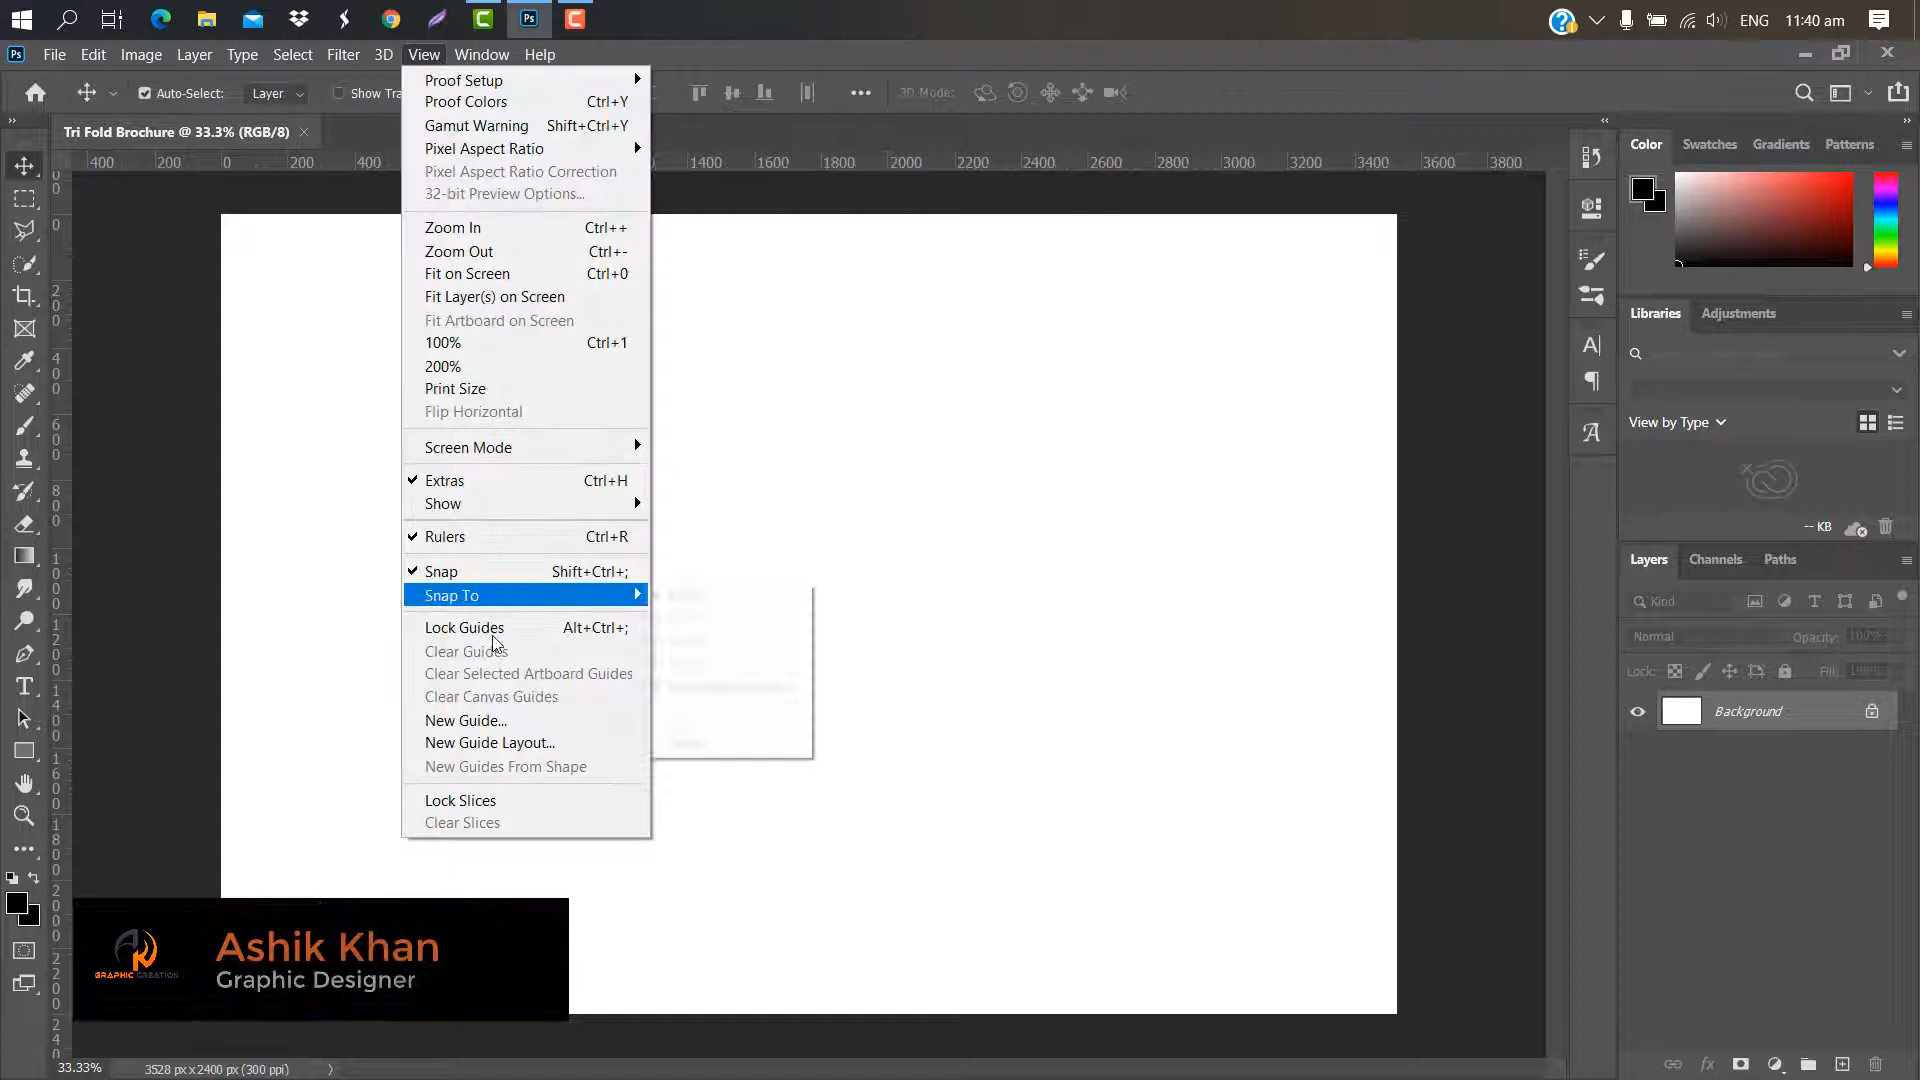 ENG 11:40 am
File Edit Image Layer Type Select Filter 3D View Window Help
Auto-Select: Layer Show Tra 3D Mode:
Tri Fold Brochure @ 33.3% (RGB/8)
400 200 0 200 400 1400 1600 1800 2000 2200 2400 2600 2800 3000 3200 3400 3600 3800
Proof Setup
Proof Colors Ctrl+Y
Gamut Warning Shift+Ctrl+Y
Pixel Aspect Ratio
Pixel Aspect Ratio Correction
32-bit Preview Options...
Zoom In Ctrl++
Zoom Out Ctrl+-
Fit on Screen Ctrl+0
Fit Layer(s) on Screen
Fit Artboard on Screen
100% Ctrl+1
200%
Print Size
Flip Horizontal
Screen Mode
Extras Ctrl+H
Show
Rulers Ctrl+R
Snap Shift+Ctrl+;
Snap To
Lock Guides Alt+Ctrl+;
Clear Guides
Clear Selected Artboard Guides
Clear Canvas Guides
New Guide...
New Guide Layout...
New Guides From Shape
Lock Slices
Clear Slices
Color Swatches Gradients Patterns
Libraries Adjustments
View by Type
-- KB
Layers Channels Paths
Kind
Normal Opacity: 100%
Lock: Fill: 100%
Background
GRAPHIC CREATION
Ashik Khan
Graphic Designer
33.33% 3528 px x 2400 px (300 ppi)